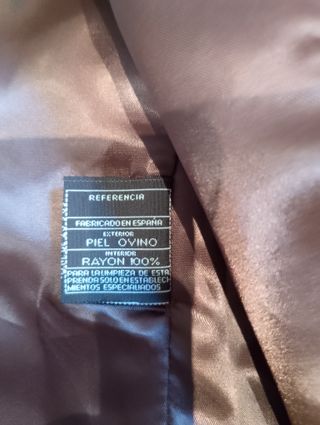 REFERENCIA
FABRICADO EN ESPAÑA
EXTERIOR
PIEL OVINO
INTERIOR
RAYON 100%
PARA LA LIMPIEZA DE ESTA
PRENDA SOLO EN ESTABLECI
MIENTOS ESPECIALIADOS